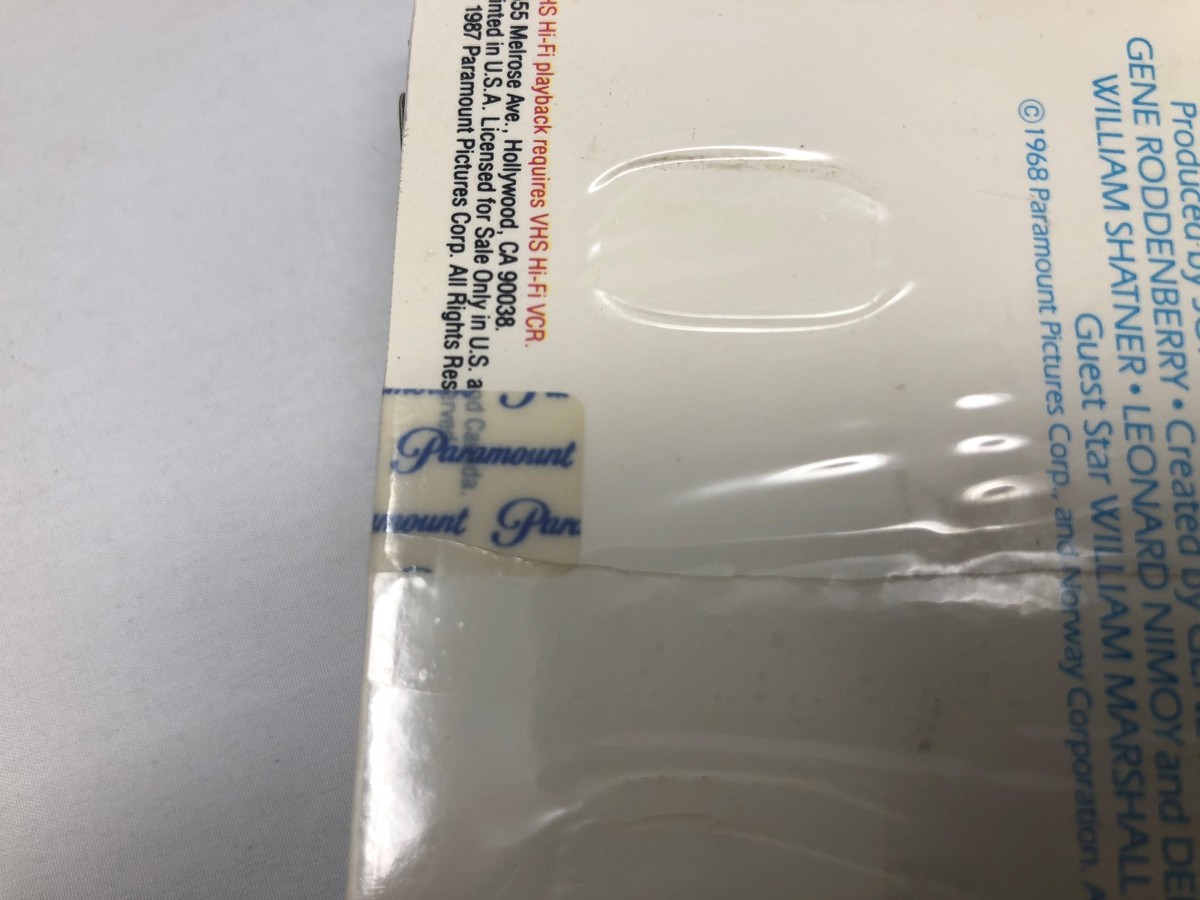 Produced by
GENE RODDENBERRY • Created by
WILLIAM SHATNER • LEONARD NIMOY and
Guest Star WILLIAM MARSHALL
©1968 Paramount Pictures Corp., and Norway Corporation.
HS Hi-Fi playback requires VHS Hi-Fi VCR.
55 Melrose Ave., Hollywood, CA 90038.
inted in U.S.A. Licensed for Sale Only in U.S. and Canada.
1987 Paramount Pictures Corp. All Rights Reserved
Paramount
mount Para